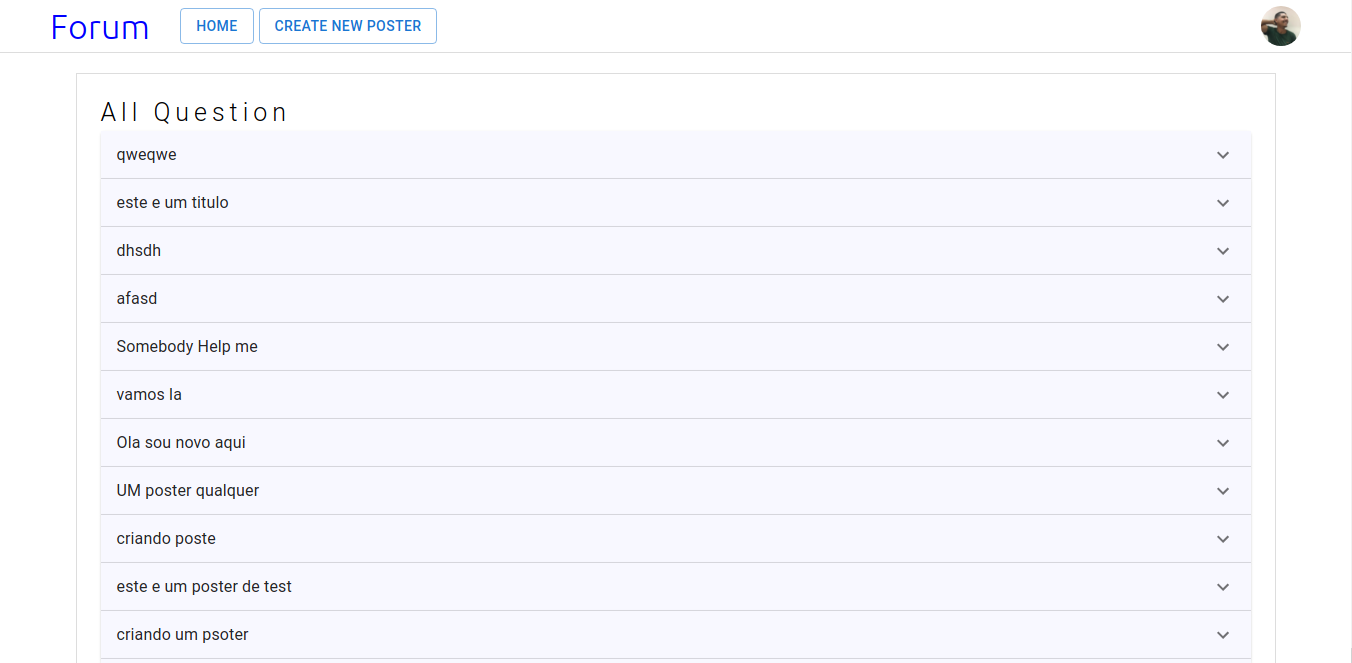 Forum HOME CREATE NEW POSTER
All Question
qweqwe
este e um titulo
dhsdh
afasd
Somebody Help me
vamos la
Ola sou novo aqui
UM poster qualquer
criando poste
este e um poster de test
criando um psoter